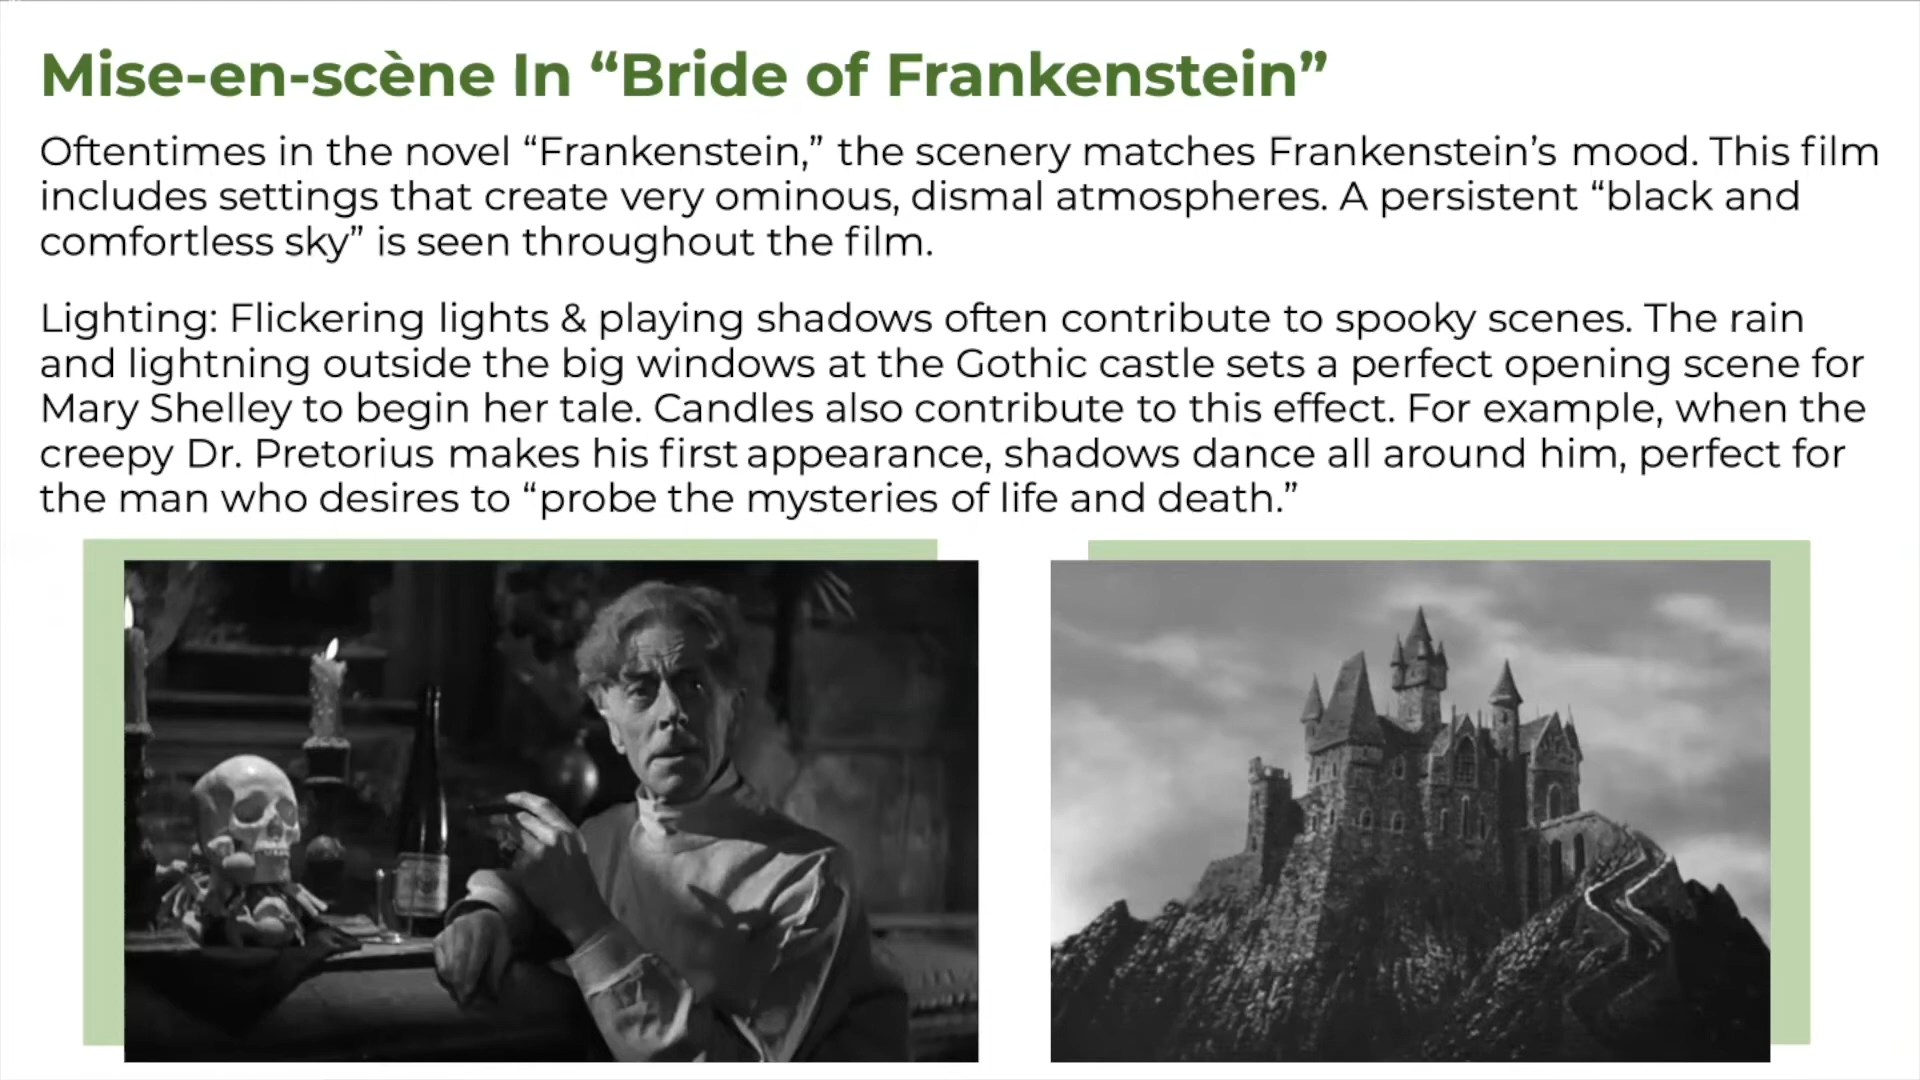 Mise-en-scène In “Bride of Frankenstein”
Oftentimes in the novel “Frankenstein,” the scenery matches Frankenstein’s mood. This film
includes settings that create very ominous, dismal atmospheres. A persistent “black and
comfortless sky” is seen throughout the film.
Lighting: Flickering lights & playing shadows often contribute to spooky scenes. The rain
and lightning outside the big windows at the Gothic castle sets a perfect opening scene for
Mary Shelley to begin her tale. Candles also contribute to this effect. For example, when the
creepy Dr. Pretorius makes his first appearance, shadows dance all around him, perfect for
the man who desires to “probe the mysteries of life and death.”